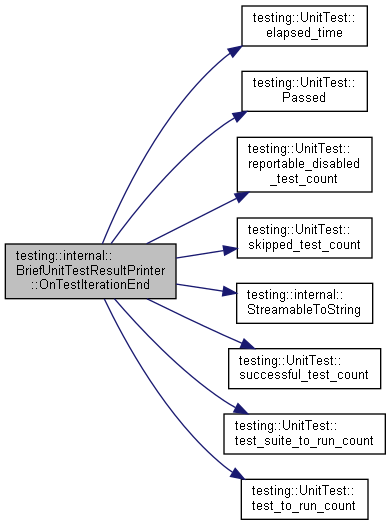 testing::UnitTest::
elapsed_time
testing::UnitTest::
Passed
testing::UnitTest::
reportable_disabled
_test_count
testing::UnitTest::
skipped_test_count
testing::internal::
BriefUnitTestResultPrinter
::OnTestIterationEnd
testing::internal::
StreamableToString
testing::UnitTest::
successful_test_count
testing::UnitTest::
test_suite_to_run_count
testing::UnitTest::
test_to_run_count